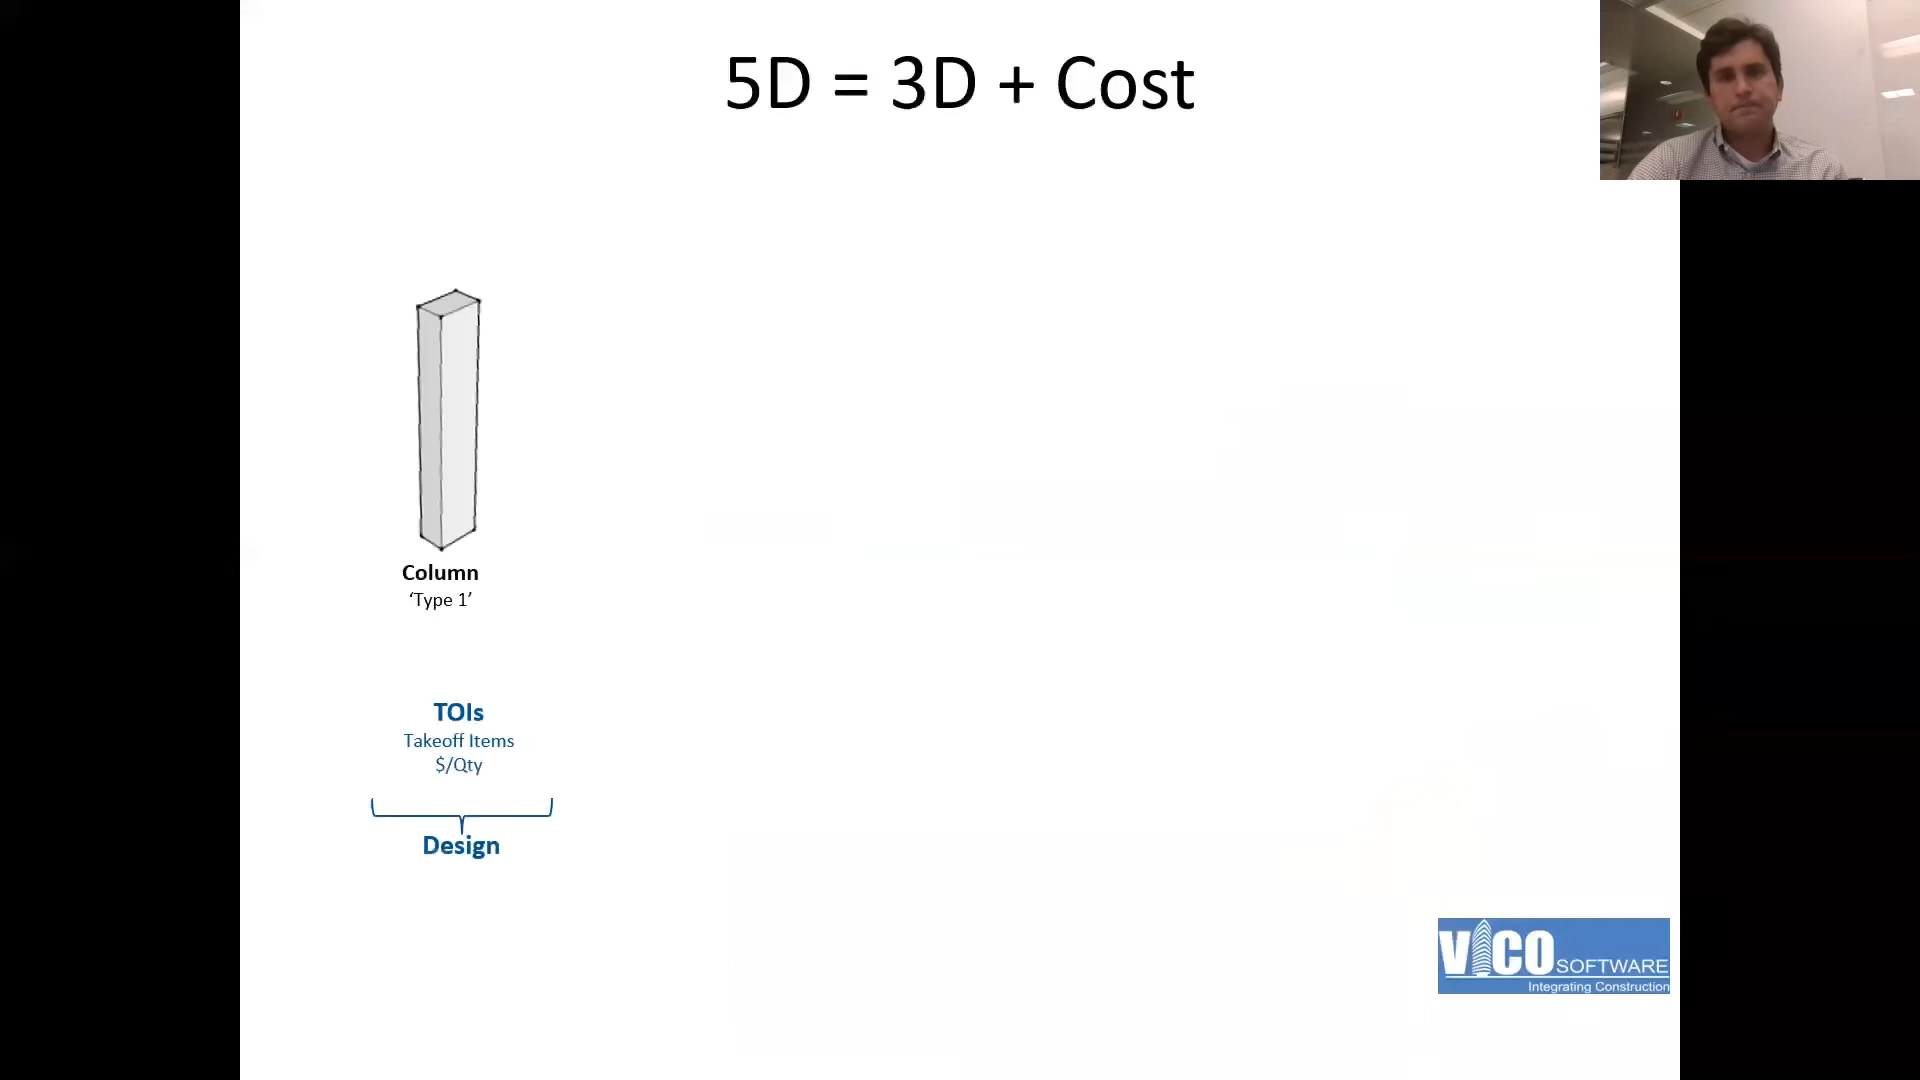 5D = 3D + Cost
Column
‘Type 1’
TOIs
Takeoff Items
$/Qty
Design
VICO SOFTWARE
Integrating Construction